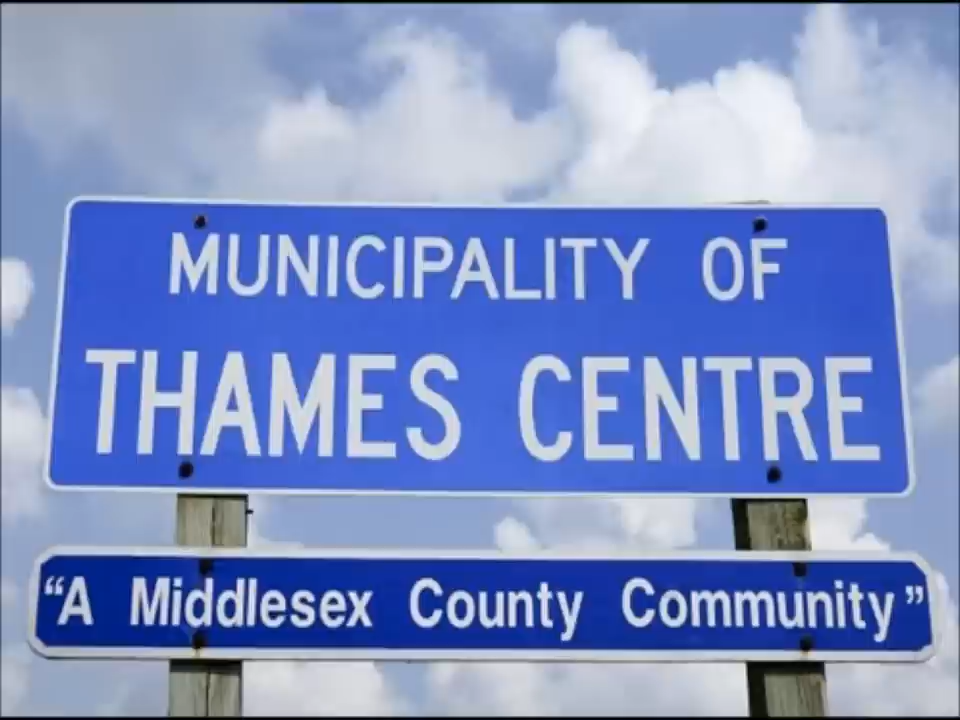 MUNICIPALITY OF
THAMES CENTRE
“A Middlesex County Community”